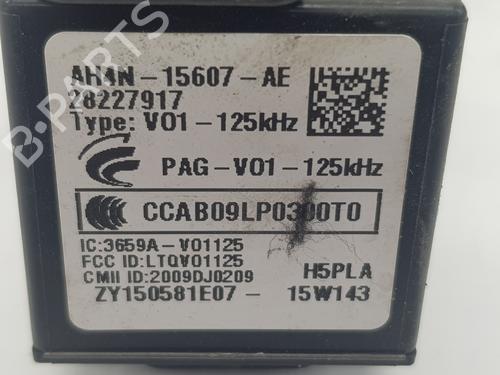 AH4N-15607-AE
28227917
Type: V01-125kHz
PAG-V01-125kHz
CCAB09LP0300T0
IC:3659A-V01125
FCC ID:LTQV01125
CMII ID:2009DJ0209
H5PLA
ZY150581E07- 15W143
B-PARTS